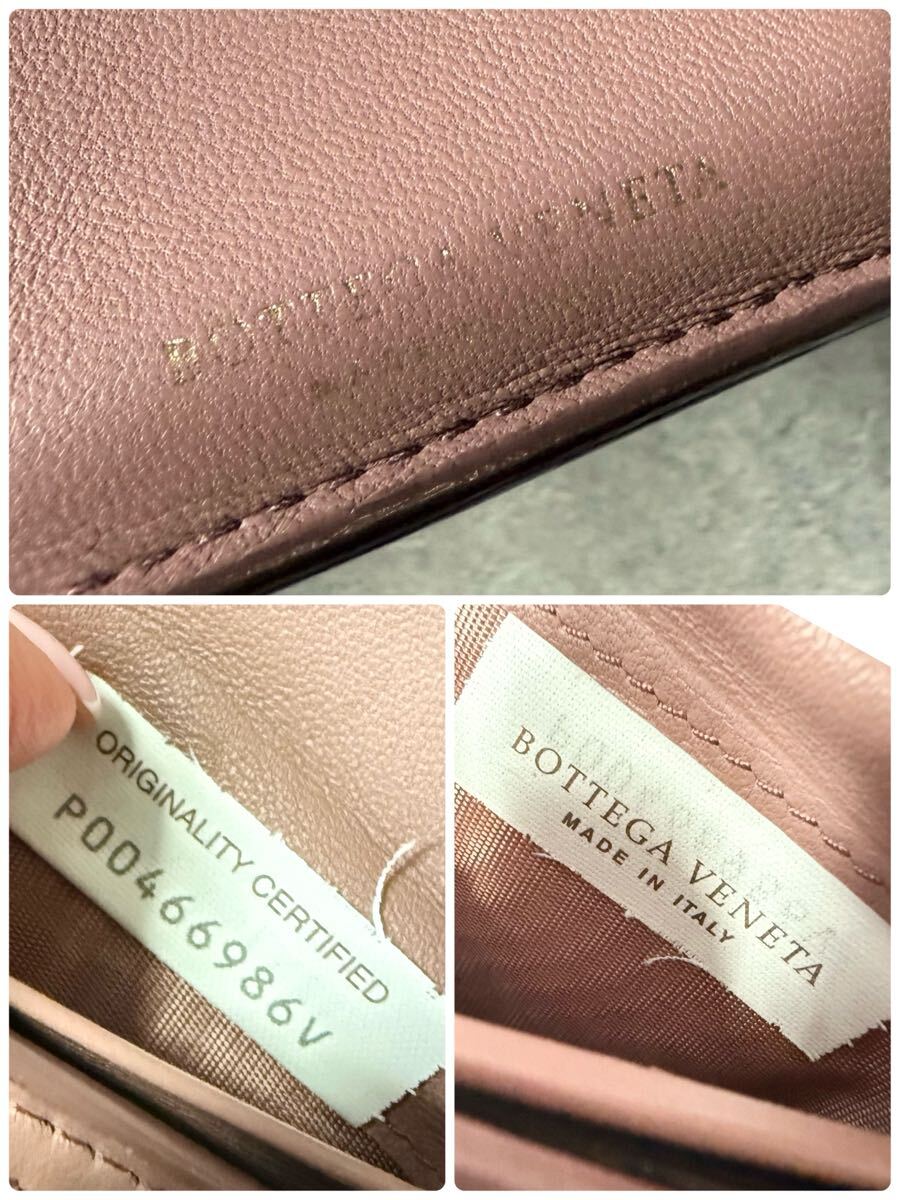 BOTTEGA VENETA
ORIGINALITY CERTIFIED
P00466986V
BOTTEGA VENETA
MADE IN ITALY